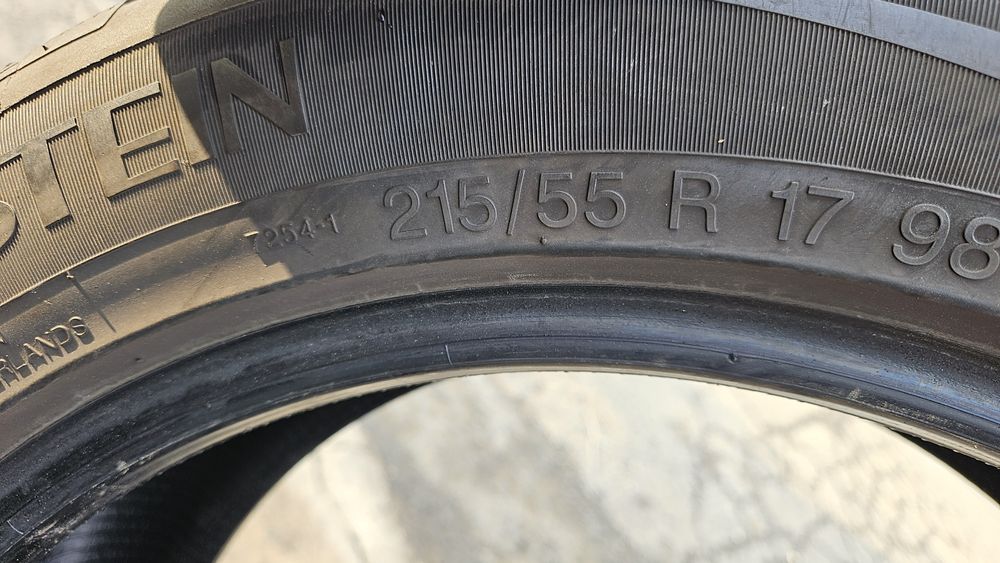 STEIN
7254-1 215/55 R 17 98
N
RLANDS